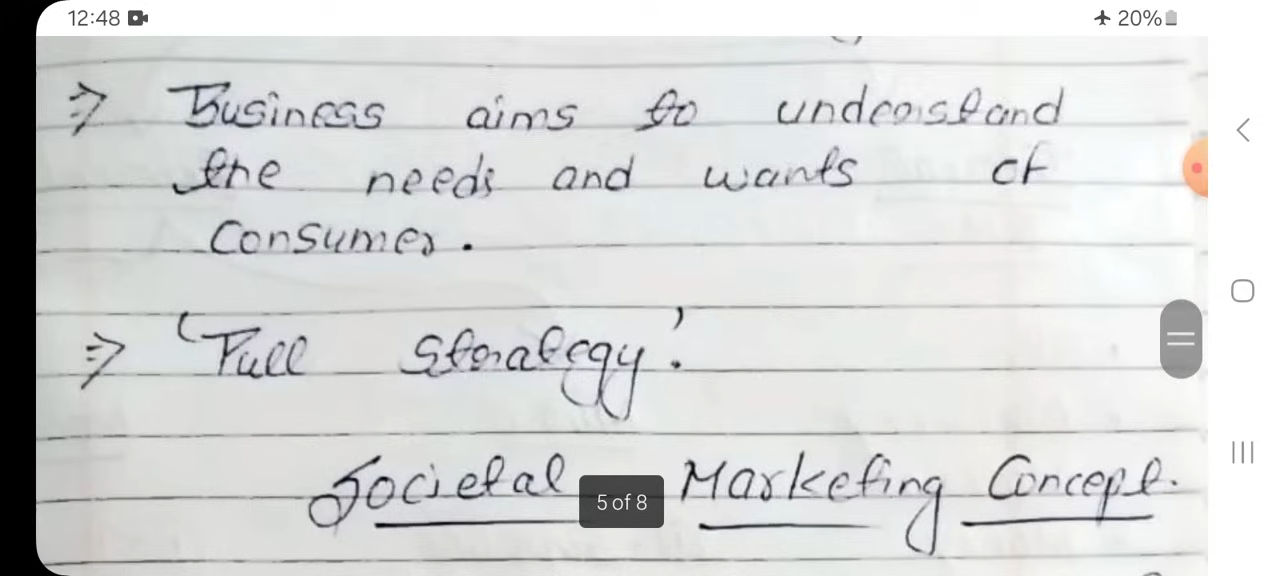 12:48
20%
⇒ Business aims to understand
the needs and wants of
Consumer.
⇒ 'Pull Strategy'.
Societal Marketing Concept.
5 of 8